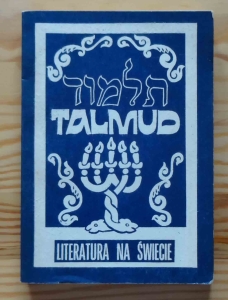 תלמוד
TALMUD
LITERATURA NA ŚWIECIE